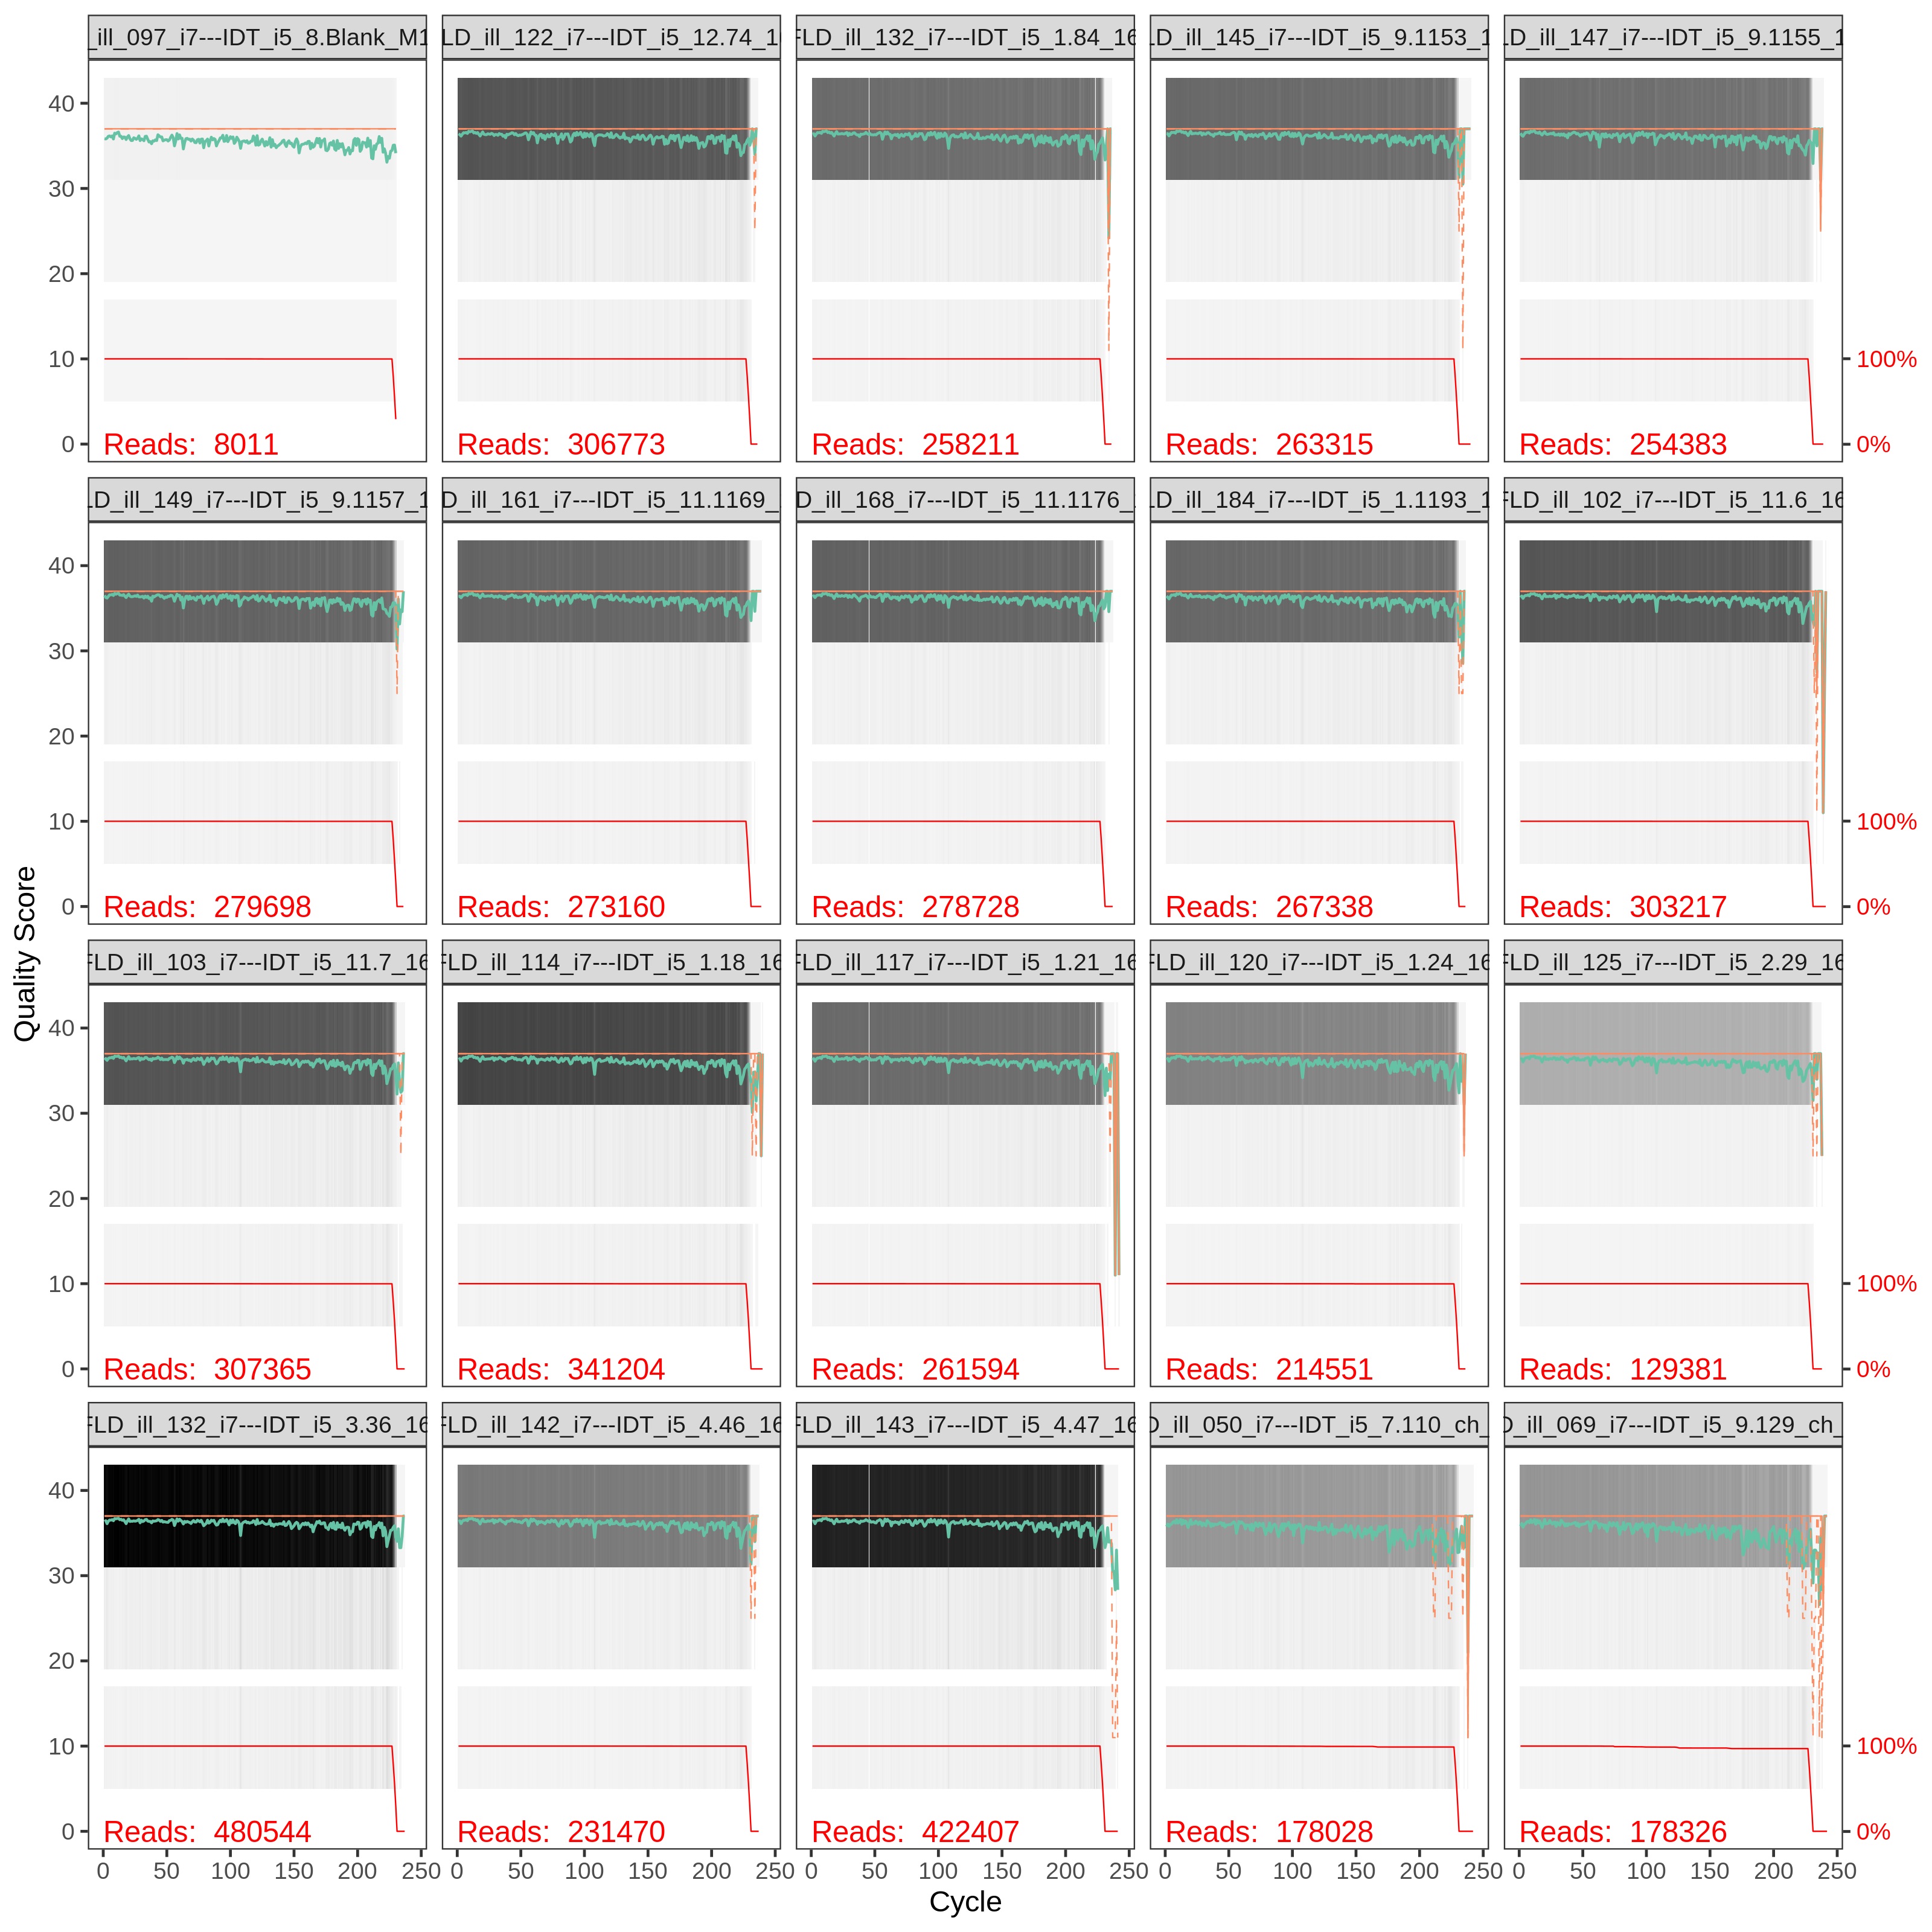 _ill_097_i7---IDT_i5_8.Blank_M1
LD_ill_122_i7---IDT_i5_12.74_1
FLD_ill_132_i7---IDT_i5_1.84_16
LD_ill_145_i7---IDT_i5_9.1153_1
LD_ill_147_i7---IDT_i5_9.1155_1
40
30
20
10
0
Reads: 8011
Reads: 306773
Reads: 258211
Reads: 263315
Reads: 254383
100%
0%
LD_ill_149_i7---IDT_i5_9.1157_1
D_ill_161_i7---IDT_i5_11.1169_
D_ill_168_i7---IDT_i5_11.1176_
LD_ill_184_i7---IDT_i5_1.1193_1
FLD_ill_102_i7---IDT_i5_11.6_16
40
30
20
10
0
Reads: 279698
Reads: 273160
Reads: 278728
Reads: 267338
Reads: 303217
100%
0%
Quality Score
FLD_ill_103_i7---IDT_i5_11.7_16
FLD_ill_114_i7---IDT_i5_1.18_16
FLD_ill_117_i7---IDT_i5_1.21_16
FLD_ill_120_i7---IDT_i5_1.24_16
FLD_ill_125_i7---IDT_i5_2.29_16
40
30
20
10
0
Reads: 307365
Reads: 341204
Reads: 261594
Reads: 214551
Reads: 129381
100%
0%
FLD_ill_132_i7---IDT_i5_3.36_16
FLD_ill_142_i7---IDT_i5_4.46_16
FLD_ill_143_i7---IDT_i5_4.47_16
D_ill_050_i7---IDT_i5_7.110_ch_
D_ill_069_i7---IDT_i5_9.129_ch_
40
30
20
10
0
Reads: 480544
Reads: 231470
Reads: 422407
Reads: 178028
Reads: 178326
100%
0%
0 50 100 150 200 250
0 50 100 150 200 250
0 50 100 150 200 250
0 50 100 150 200 250
0 50 100 150 200 250
Cycle